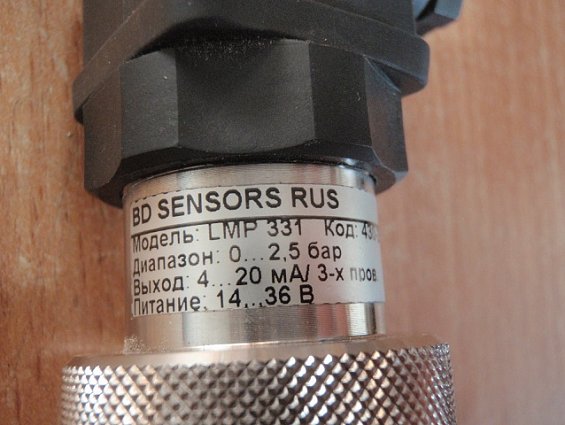 BD SENSORS RUS
Модель: LMP 331 Код: 430
Диапазон: 0...2,5 бар
Выход: 4...20 мА/ 3-х пров.
Питание: 14...36 В